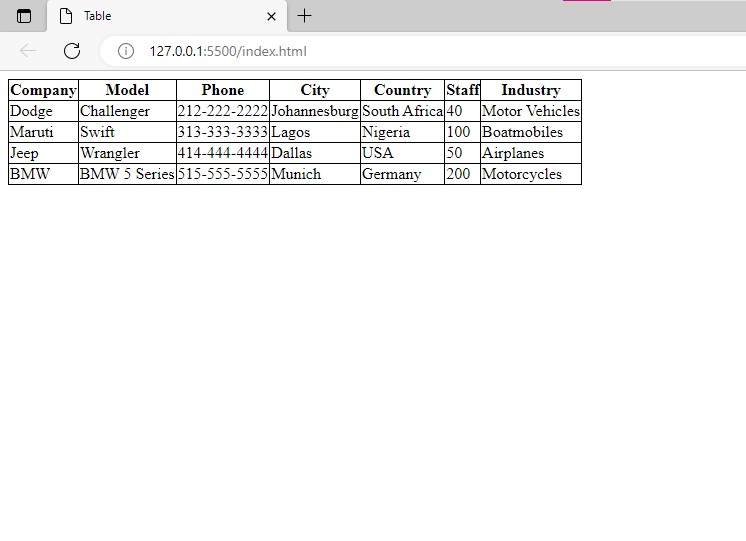 Table
127.0.0.1:5500/index.html
Company Model Phone City Country Staff Industry
Dodge Challenger 212-222-2222 Johannesburg South Africa 40 Motor Vehicles
Maruti Swift 313-333-3333 Lagos Nigeria 100 Boatmobiles
Jeep Wrangler 414-444-4444 Dallas USA 50 Airplanes
BMW BMW 5 Series 515-555-5555 Munich Germany 200 Motorcycles